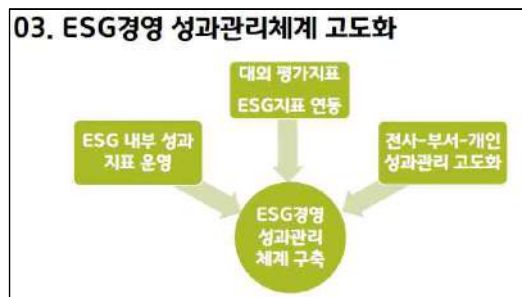 03. ESG경영 성과관리체계 고도화
대외 평가지표
ESG지표 연동
ESG 내부 성과
지표 운영
전사-부서-개인
성과관리 고도화
ESG경영
성과관리
체계 구축